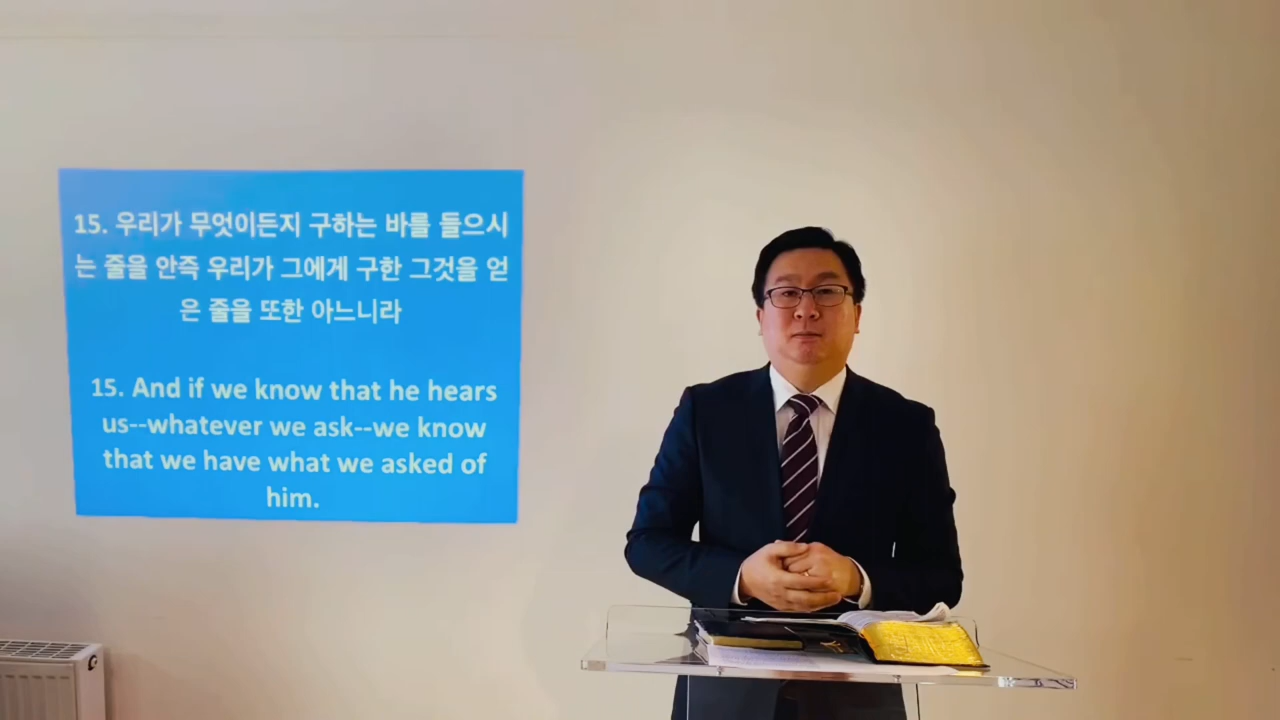 15. 우리가 무엇이든지 구하는 바를 들으시
는 줄을 안즉 우리가 그에게 구한 그것을 얻
은 줄을 또한 아느니라
15. And if we know that he hears
us--whatever we ask--we know
that we have what we asked of
him.